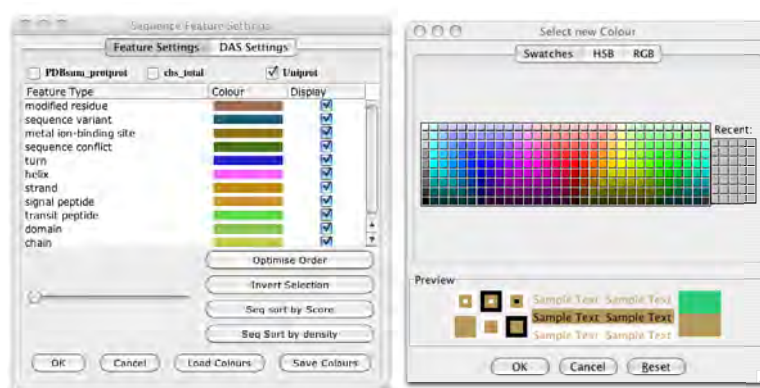 Sequence Feature Settings
Feature Settings DAS Settings
PDBsum_protprot cbs_total Uniprot
Feature Type Colour Display
modified residue
sequence variant
metal ion-binding site
sequence conflict
turn
helix
strand
signal peptide
transit peptide
domain
chain
Optimise Order
Invert Selection
Seq sort by Score
Seq Sort by density
OK Cancel Load Colours Save Colours
Select new Colour
Swatches HSB RGB
Recent:
Preview
Sample Text Sample Text
Sample Text Sample Text
Sample Text Sample Text
OK Cancel Reset